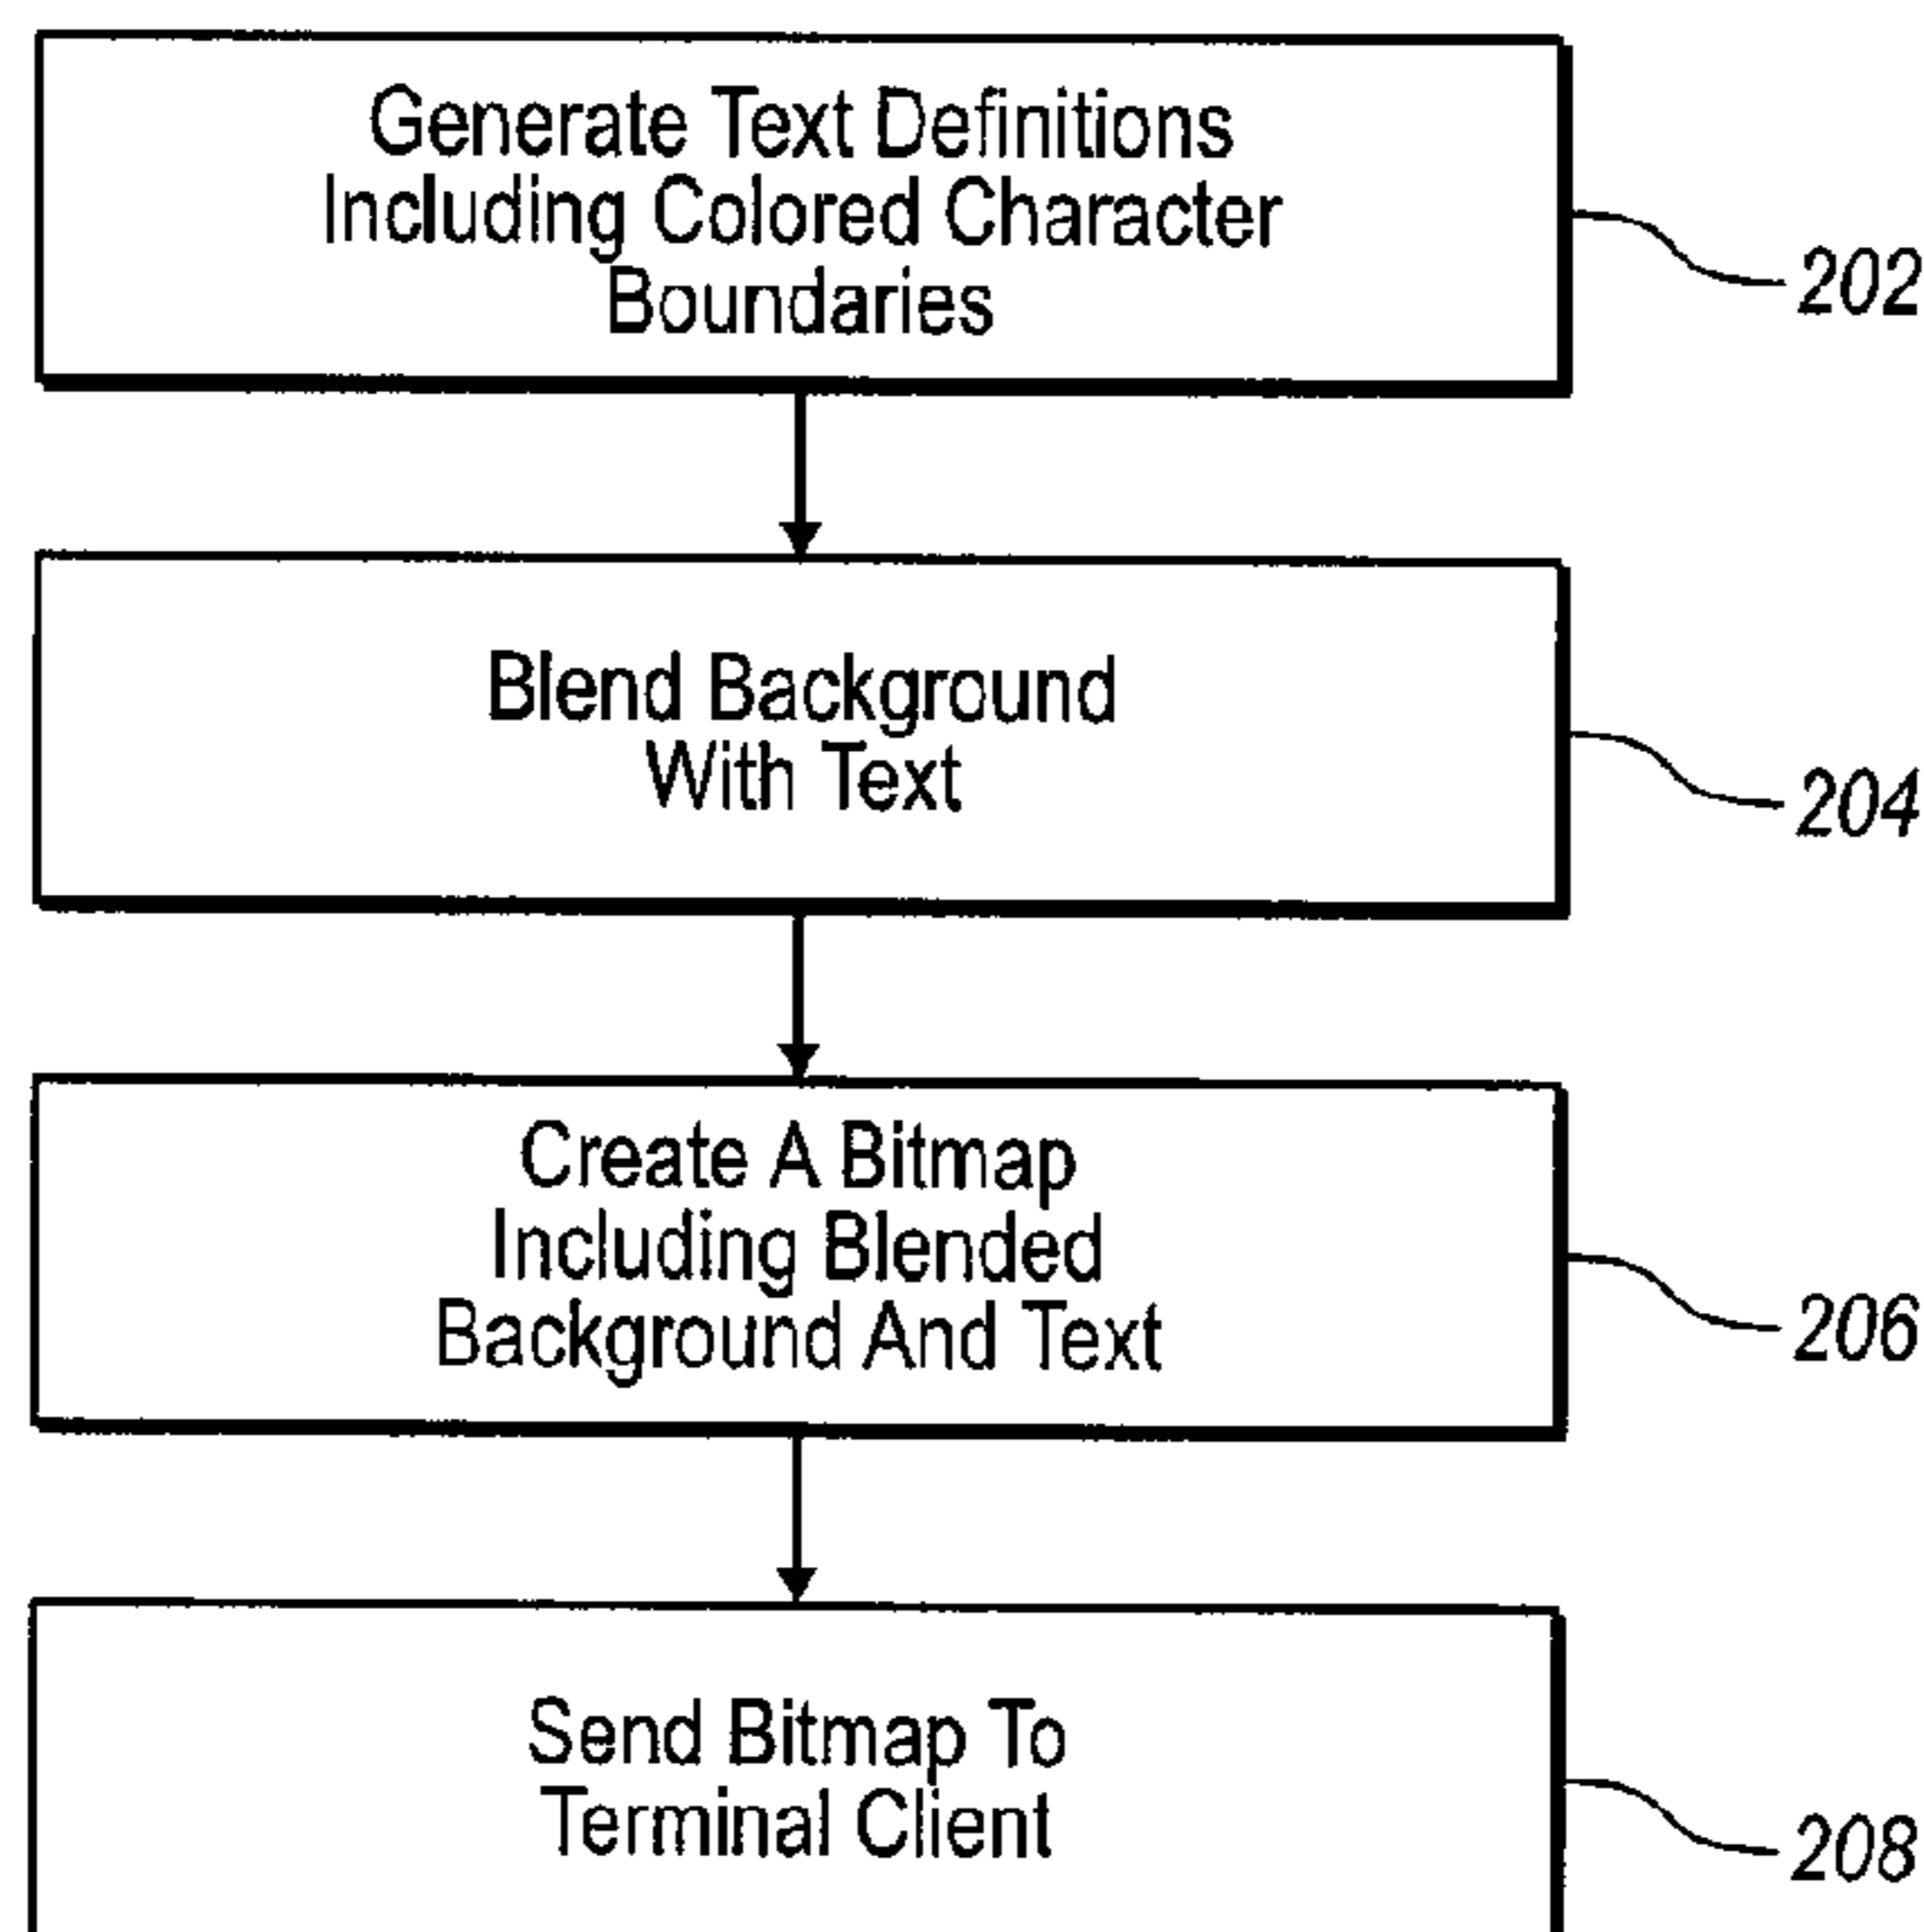 Generate Text Definitions
Including Colored Character
Boundaries
202
Blend Background
With Text
204
Create A Bitmap
Including Blended
Background And Text
206
Send Bitmap To
Terminal Client
208